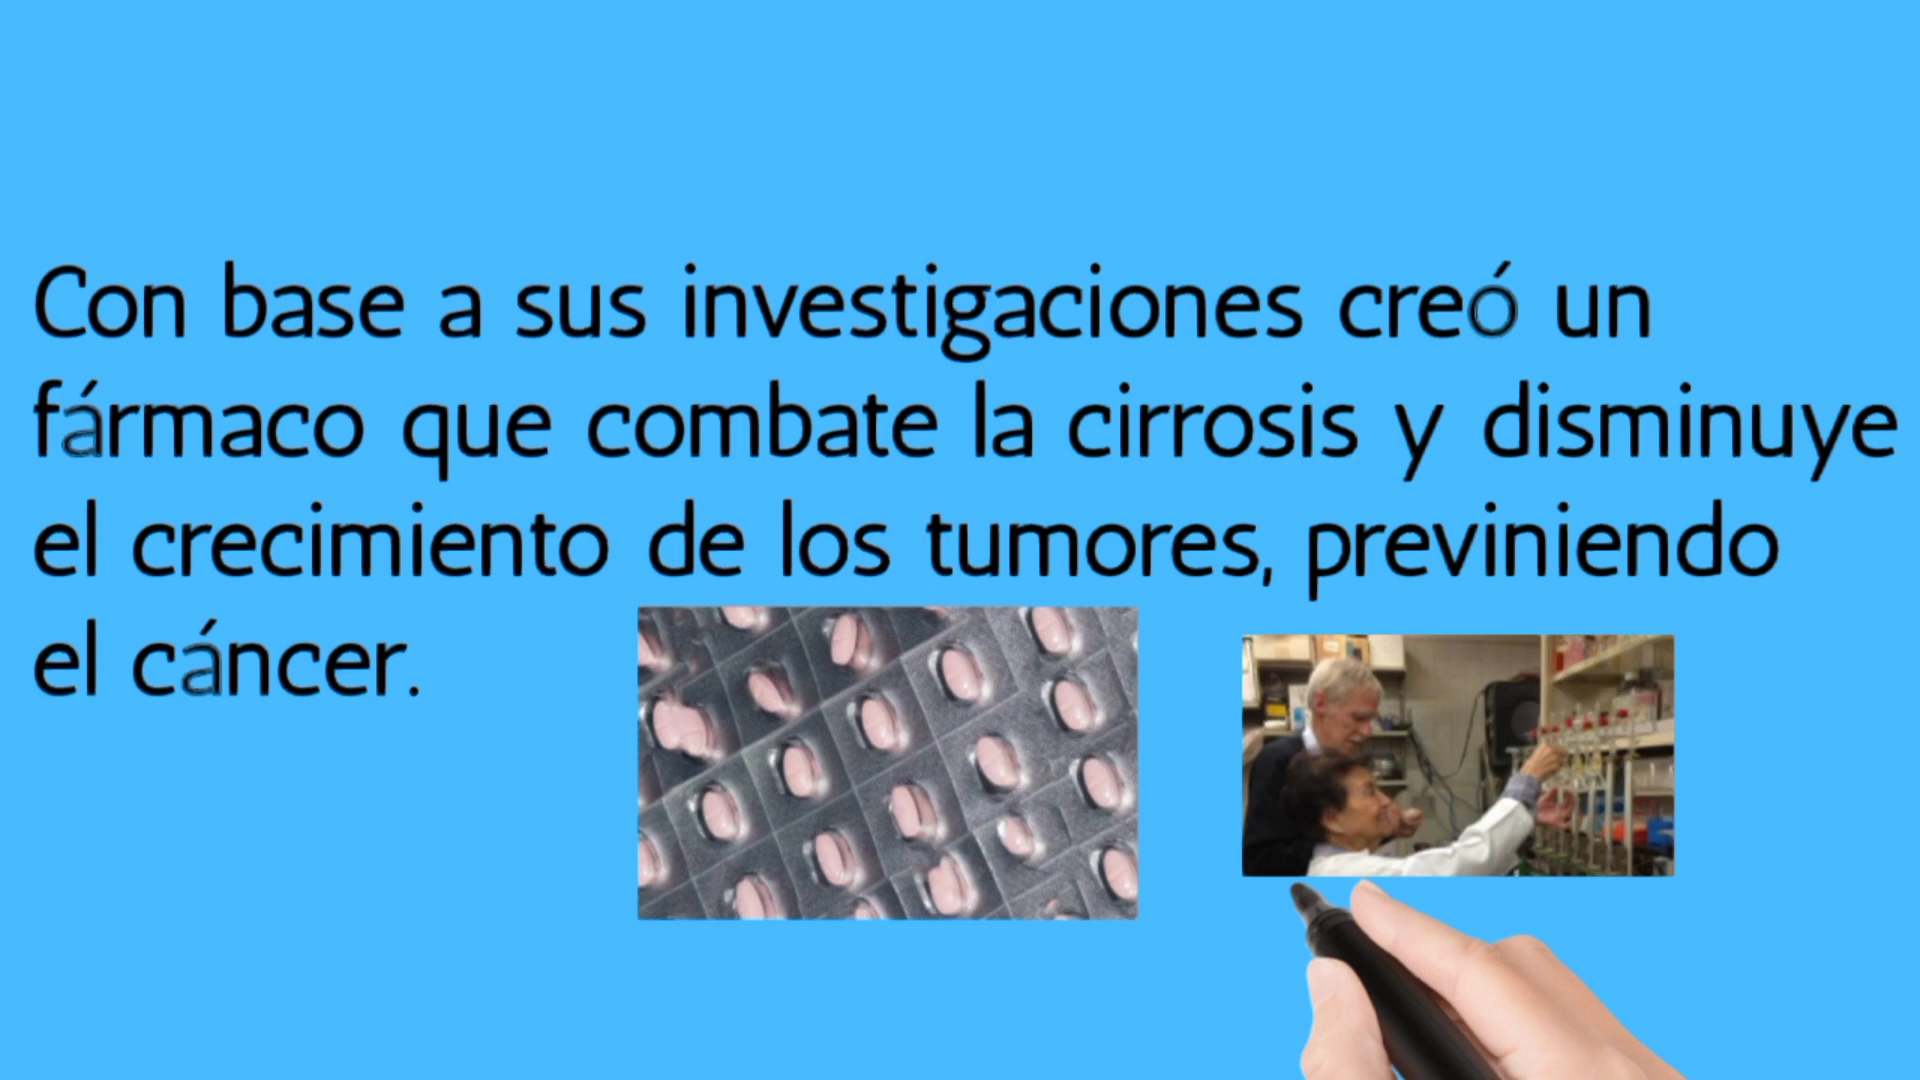 Con base a sus investigaciones creó un
fármaco que combate la cirrosis y disminuye
el crecimiento de los tumores, previniendo
el cáncer.